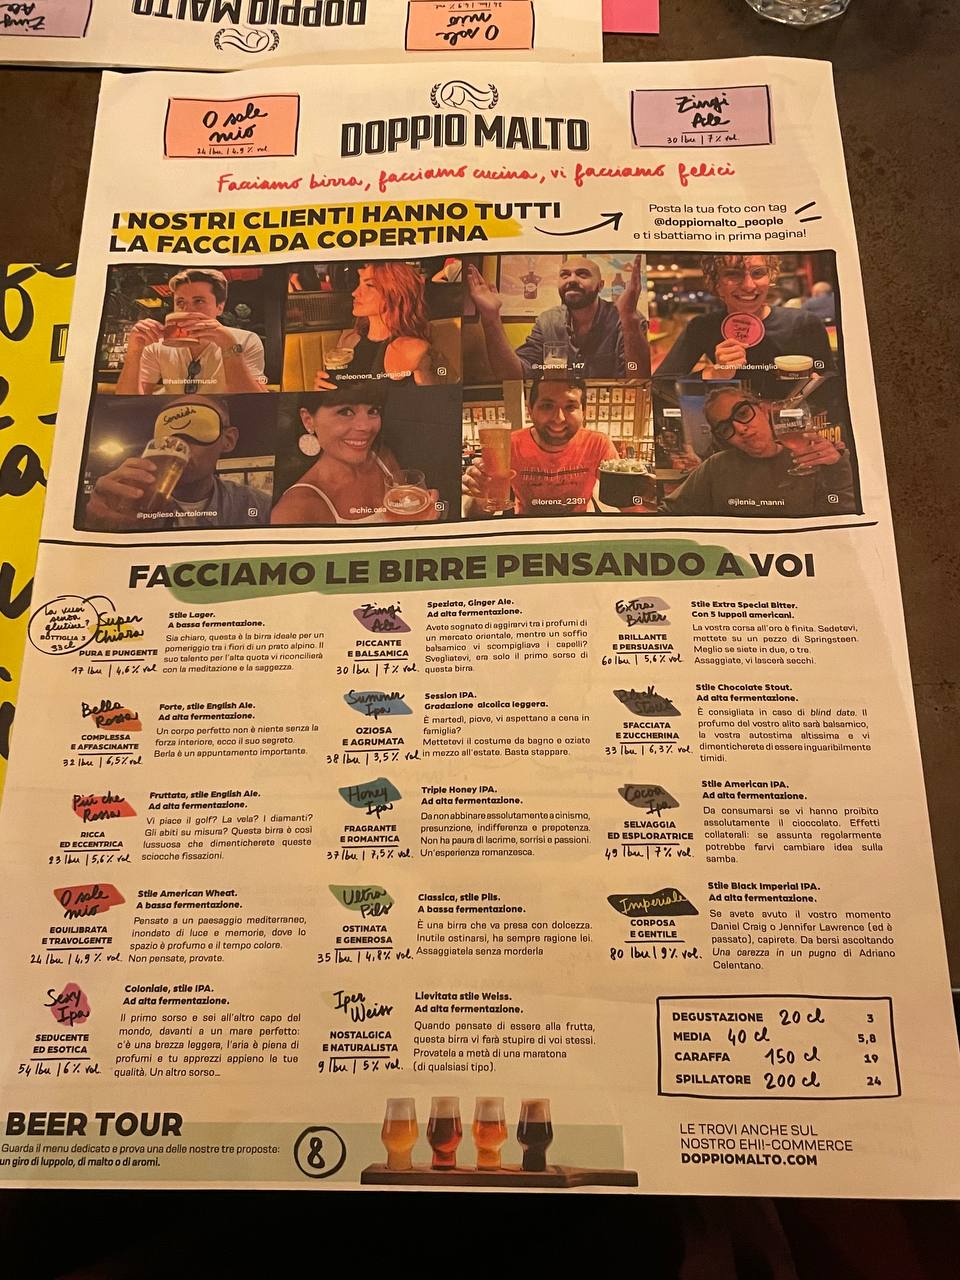 Zingi
Ale
DOPPIO MALTO
O sole
mio
O sole
mio
24 Ibu | 4,9 % vol.
DOPPIO MALTO
Zingi
Ale
30 Ibu | 7% vol.
Facciamo birra, facciamo cucina, vi facciamo felici
I NOSTRI CLIENTI HANNO TUTTI
LA FACCIA DA COPERTINA
Posta la tua foto con tag
@doppiomalto_people
e ti sbattiamo in prima pagina!
@halstenmusic
@eleonora_giorgio89
@spencer_147
@camillademiglio
Sorridi
@pugliese.bartolomeo
@chic.osa
@lorenz_2391
@jlenia_manni
FACCIAMO LE BIRRE PENSANDO A VOI
La vuoi
senza
glutine?
BOTTIGLIA
33 cl
Super
Chiara
PURA E PUNGENTE
17 Ibu | 4,6% vol.
Stile Lager.
A bassa fermentazione.
Sia chiaro, questa è la birra ideale per un
pomeriggio tra i fiori di un prato alpino. Il
suo talento per l'alta quota vi riconcilierà
con la meditazione e la saggezza.
Bella
Rossa
COMPLESSA
E AFFASCINANTE
32 Ibu | 6,5% vol.
Forte, stile English Ale.
Ad alta fermentazione.
Un corpo perfetto non è niente senza la
forza interiore, ecco il suo segreto.
Berla è un appuntamento importante.
Più che
Rossa
RICCA
ED ECCENTRICA
23 Ibu | 5,6% vol.
Fruttata, stile English Ale.
Ad alta fermentazione.
Vi piace il golf? La vela? I diamanti?
Gli abiti su misura? Questa birra è così
lussuosa che dimenticherete queste
sciocche fissazioni.
O sole
mio
EQUILIBRATA
E TRAVOLGENTE
24 Ibu | 4,9 % vol.
Stile American Wheat.
A bassa fermentazione.
Pensate a un paesaggio mediterraneo,
inondato di luce e memorie, dove lo
spazio è profumo e il tempo colore.
Non pensate, provate.
Sexy
Ipa
SEDUCENTE
ED ESOTICA
54 Ibu | 6% vol.
Coloniale, stile IPA.
Ad alta fermentazione.
Il primo sorso e sei all'altro capo del
mondo, davanti a un mare perfetto:
c'è una brezza leggera, l'aria è piena di
profumi e tu apprezzi appieno le tue
qualità. Un altro sorso...
Zingi
Ale
PICCANTE
E BALSAMICA
30 Ibu | 7% vol.
Speziata, Ginger Ale.
Ad alta fermentazione.
Avete sognato di aggirarvi tra i profumi di
un mercato orientale, mentre un soffio
balsamico vi scompigliava i capelli?
Svegliatevi, era solo il primo sorso di
questa birra.
Summer
Ipa
OZIOSA
E AGRUMATA
38 Ibu | 3,5% vol.
Session IPA.
Gradazione alcolica leggera.
È martedì, piove, vi aspettano a cena in
famiglia?
Mettetevi il costume da bagno e oziate
in mezzo all'estate. Basta stappare.
Honey
Ipa
FRAGRANTE
E ROMANTICA
37 Ibu | 7,5% vol.
Triple Honey IPA.
Ad alta fermentazione.
Da non abbinare assolutamente a cinismo,
presunzione, indifferenza e prepotenza.
Non ha paura di lacrime, sorrisi e passioni.
Un'esperienza romanzesca.
Ultra
Pils
OSTINATA
E GENEROSA
35 Ibu | 4,8% vol.
Classica, stile Pils.
A bassa fermentazione.
È una birra che va presa con dolcezza.
Inutile ostinarsi, ha sempre ragione lei.
Assaggiatela senza morderla
Iper
Weiss
NOSTALGICA
E NATURALISTA
9 Ibu | 5% vol.
Llevitata stile Weiss.
Ad alta fermentazione.
Quando pensate di essere alla frutta,
questa birra vi farà stupire di voi stessi.
Provatela a metà di una maratona
(di qualsiasi tipo).
Extra
Bitter
BRILLANTE
E PERSUASIVA
60 Ibu | 5,6% vol.
Stile Extra Special Bitter.
Con 5 luppoli americani.
La vostra corsa all'oro è finita. Sedetevi,
mettete su un pezzo di Springsteen.
Meglio se siete in due, o tre.
Assaggiate, vi lascerà secchi.
Black
Stout
SFACCIATA
E ZUCCHERINA
33 Ibu | 6,3% vol.
Stile Chocolate Stout.
Ad alta fermentazione.
È consigliata in caso di blind date. Il
profumo del vostro alito sarà balsamico,
la vostra autostima altissima e vi
dimenticherete di essere inguaribilmente
timidi.
Cocoa
Ipa
SELVAGGIA
ED ESPLORATRICE
49 Ibu | 7% vol.
Stile American IPA.
Ad alta fermentazione.
Da consumarsi se vi hanno proibito
assolutamente il cioccolato. Effetti
collaterali: se assunta regolarmente
potrebbe farvi cambiare idea sulla
samba.
Imperiale
CORPOSA
E GENTILE
80 Ibu | 9% vol.
Stile Black Imperial IPA.
Ad alta fermentazione.
Se avete avuto il vostro momento
Daniel Craig o Jennifer Lawrence (ed è
passato), capirete. Da bersi ascoltando
Una carezza in un pugno di Adriano
Celentano.
DEGUSTAZIONE 20 cl 3
MEDIA 40 cl 5,8
CARAFFA 150 cl 19
SPILLATORE 200 cl 24
BEER TOUR
Guarda il menu dedicato e prova una delle nostre tre proposte:
un giro di luppolo, di malto o di aromi.
8
LE TROVI ANCHE SUL
NOSTRO EHII-COMMERCE
DOPPIOMALTO.COM